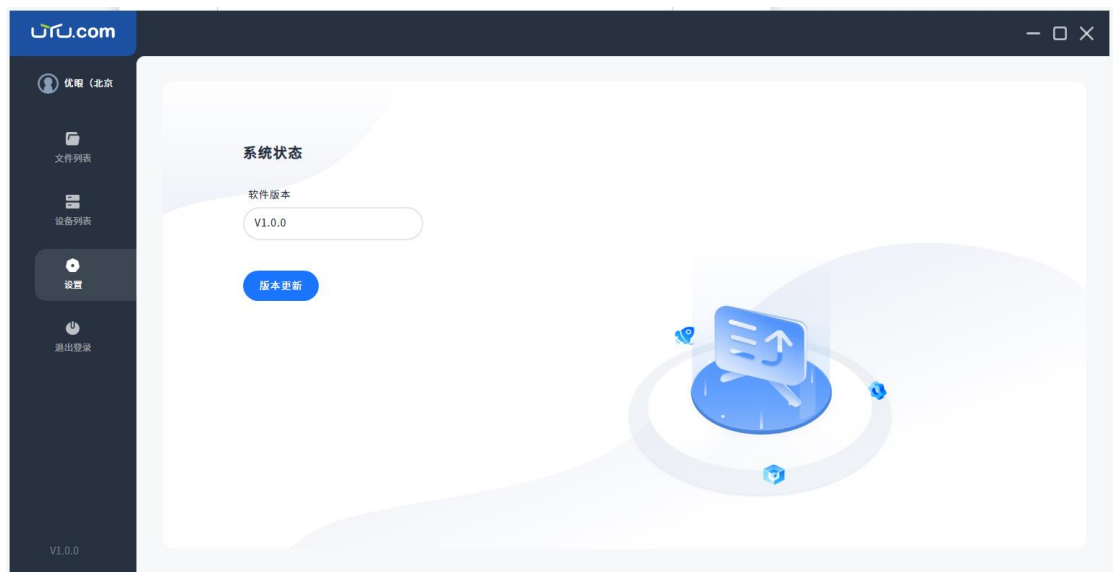 UTU.com
优眼（北京
文件列表
设备列表
设置
退出登录
V1.0.0
系统状态
软件版本
V1.0.0
版本更新